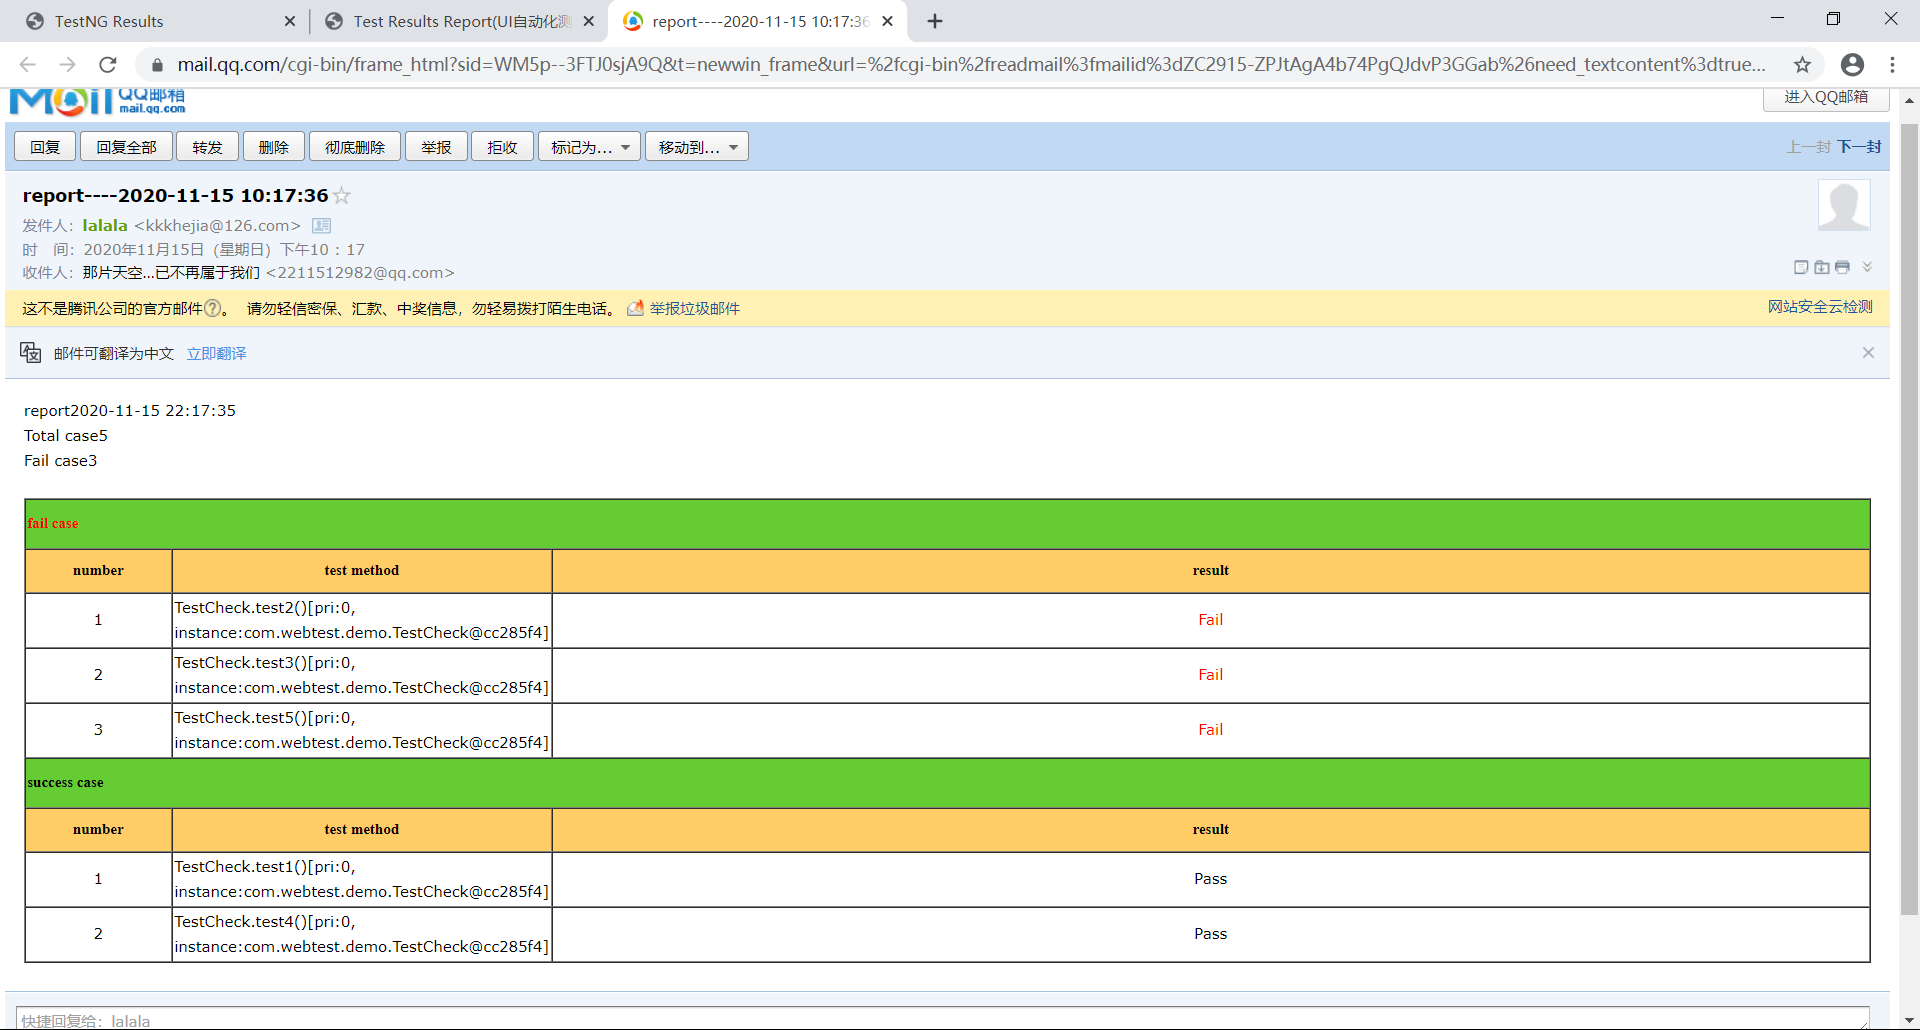 TestNG Results
Test Results Report(UI自动化测
report----2020-11-15 10:17:36
mail.qq.com/cgi-bin/frame_html?sid=WM5p--3FTJ0sjA9Q&t=newwin_frame&url=%2fcgi-bin%2freadmail%3fmailid%3dZC2915-ZPJtAgA4b74PgQJdvP3GGab%26need_textcontent%3dtrue...
Mail QQ邮箱
mail.qq.com
进入QQ邮箱
回复 回复全部 转发 删除 彻底删除 举报 拒收 标记为... 移动到... 上一封 下一封
report----2020-11-15 10:17:36
发件人：lalala <kkkhejia@126.com>
时 间：2020年11月15日（星期日）下午10：17
收件人：那片天空...已不再属于我们 <2211512982@qq.com>
这不是腾讯公司的官方邮件?。 请勿轻信密保、汇款、中奖信息，勿轻易拨打陌生电话。 举报垃圾邮件 网站安全云检测
邮件可翻译为中文 立即翻译
report2020-11-15 22:17:35
Total case5
Fail case3
fail case
number test method result
1 TestCheck.test2()[pri:0, instance:com.webtest.demo.TestCheck@cc285f4] Fail
2 TestCheck.test3()[pri:0, instance:com.webtest.demo.TestCheck@cc285f4] Fail
3 TestCheck.test5()[pri:0, instance:com.webtest.demo.TestCheck@cc285f4] Fail
success case
number test method result
1 TestCheck.test1()[pri:0, instance:com.webtest.demo.TestCheck@cc285f4] Pass
2 TestCheck.test4()[pri:0, instance:com.webtest.demo.TestCheck@cc285f4] Pass
快捷回复给：lalala